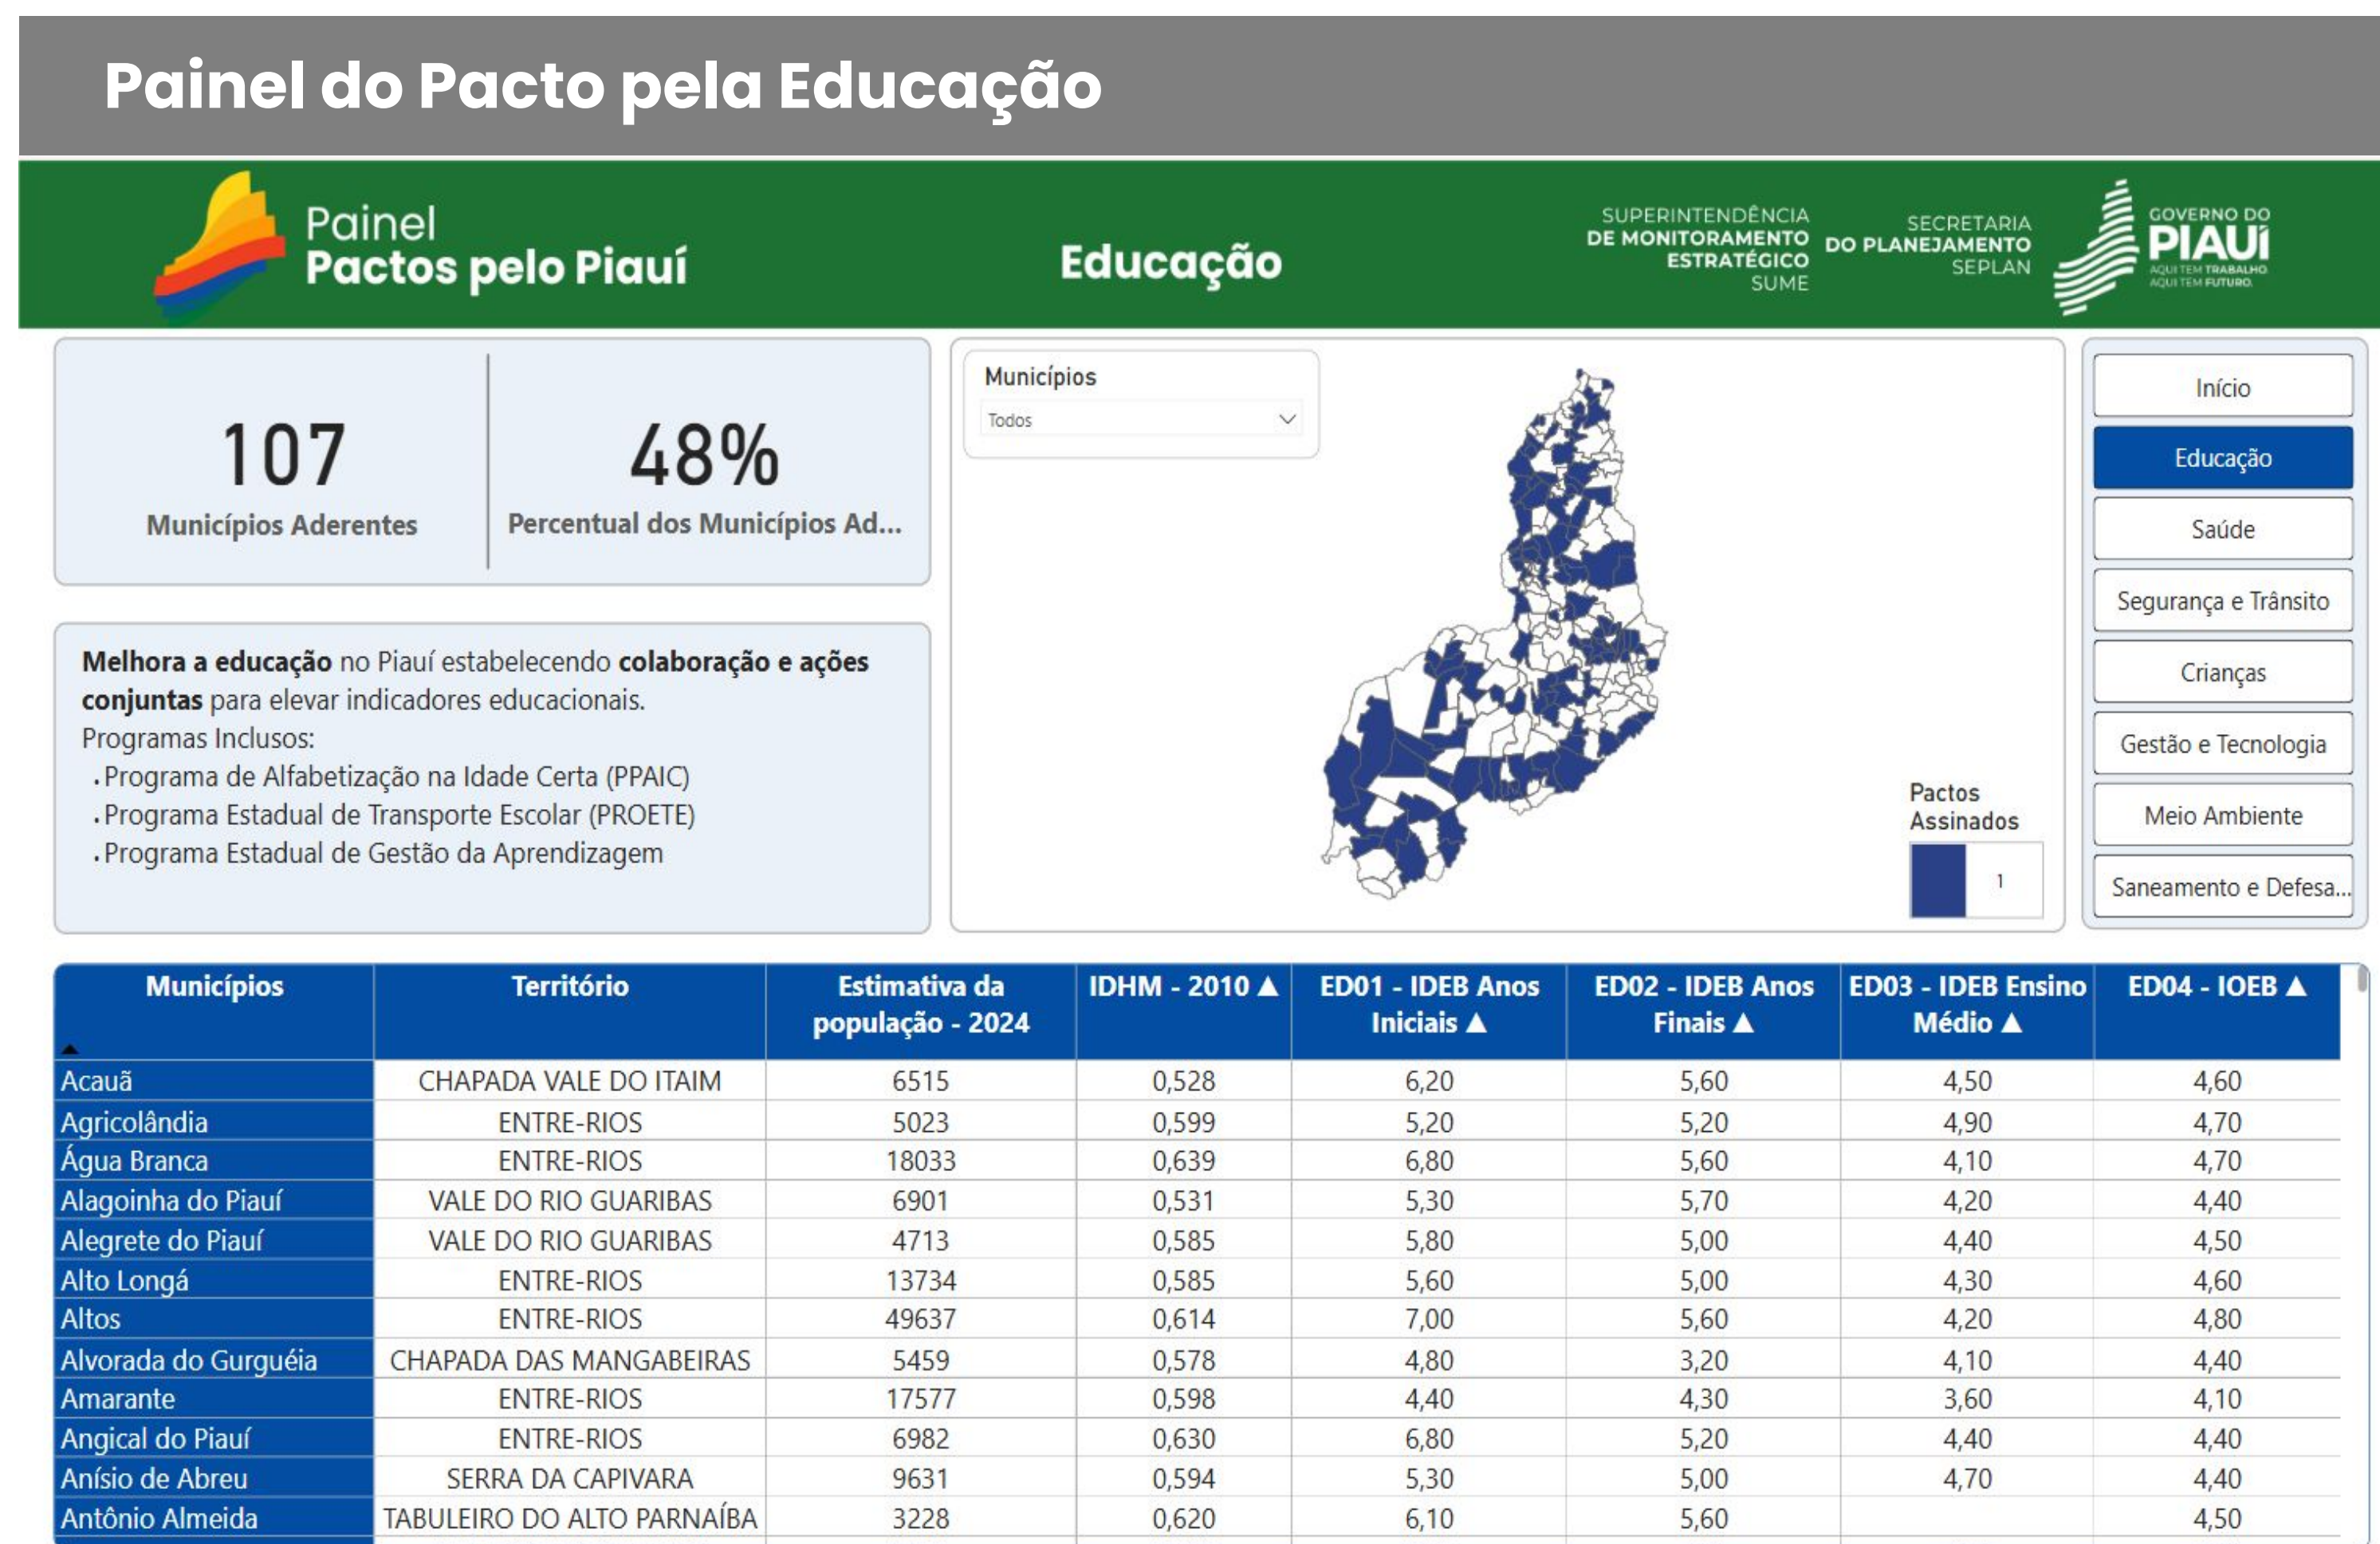 Painel do Pacto pela Educação
Painel
Pactos pelo Piauí
Educação
SUPERINTENDÊNCIA
DE MONITORAMENTO
ESTRATÉGICO
SUME
SECRETARIA
DO PLANEJAMENTO
SEPLAN
GOVERNO DO
PIAUÍ
AQUI TEM TRABALHO.
AQUI TEM FUTURO.
107
Municípios Aderentes
48%
Percentual dos Municípios Ad...
Melhora a educação no Piauí estabelecendo colaboração e ações
conjuntas para elevar indicadores educacionais.
Programas Inclusos:
. Programa de Alfabetização na Idade Certa (PPAIC)
. Programa Estadual de Transporte Escolar (PROETE)
. Programa Estadual de Gestão da Aprendizagem
Municípios
Todos
Pactos
Assinados
1
Início
Educação
Saúde
Segurança e Trânsito
Crianças
Gestão e Tecnologia
Meio Ambiente
Saneamento e Defesa...
Municípios Território Estimativa da população - 2024 IDHM - 2010 ▲ ED01 - IDEB Anos Iniciais ▲ ED02 - IDEB Anos Finais ▲ ED03 - IDEB Ensino Médio ▲ ED04 - IOEB ▲
Acauã CHAPADA VALE DO ITAIM 6515 0,528 6,20 5,60 4,50 4,60
Agricolândia ENTRE-RIOS 5023 0,599 5,20 5,20 4,90 4,70
Água Branca ENTRE-RIOS 18033 0,639 6,80 5,60 4,10 4,70
Alagoinha do Piauí VALE DO RIO GUARIBAS 6901 0,531 5,30 5,70 4,20 4,40
Alegrete do Piauí VALE DO RIO GUARIBAS 4713 0,585 5,80 5,00 4,40 4,50
Alto Longá ENTRE-RIOS 13734 0,585 5,60 5,00 4,30 4,60
Altos ENTRE-RIOS 49637 0,614 7,00 5,60 4,20 4,80
Alvorada do Gurguéia CHAPADA DAS MANGABEIRAS 5459 0,578 4,80 3,20 4,10 4,40
Amarante ENTRE-RIOS 17577 0,598 4,40 4,30 3,60 4,10
Angical do Piauí ENTRE-RIOS 6982 0,630 6,80 5,20 4,40 4,40
Anísio de Abreu SERRA DA CAPIVARA 9631 0,594 5,30 5,00 4,70 4,40
Antônio Almeida TABULEIRO DO ALTO PARNAÍBA 3228 0,620 6,10 5,60 4,50